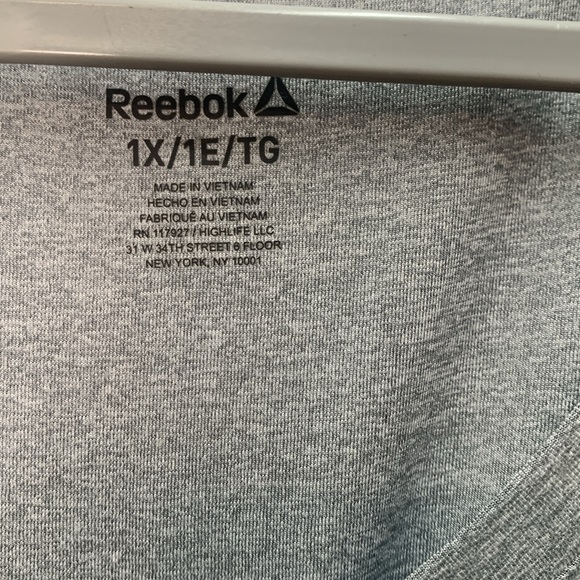 Reebok
1X/1E/TG
MADE IN VIETNAM
HECHO EN VIETNAM
FABRIQUÉ AU VIETNAM
RN 117927 / HIGHLIFE LLC
31 W 34TH STREET 6 FLOOR
NEW YORK, NY 10001